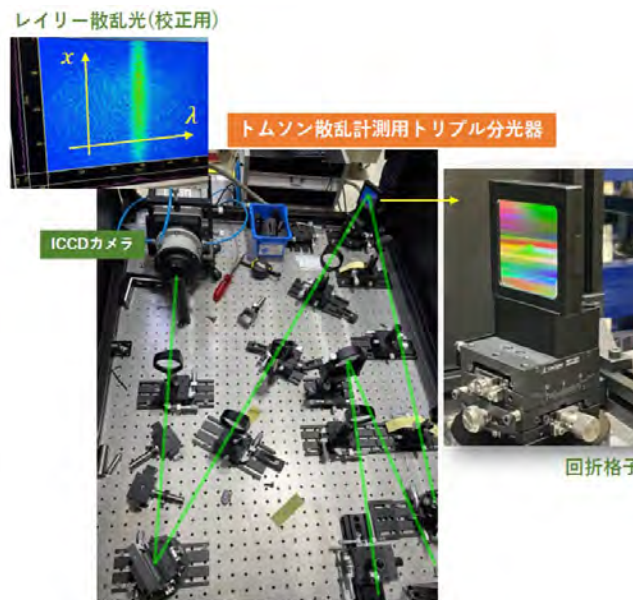 レイリー散乱光(校正用)
x
λ
トムソン散乱計測用トリプル分光器
ICCDカメラ
回折格子